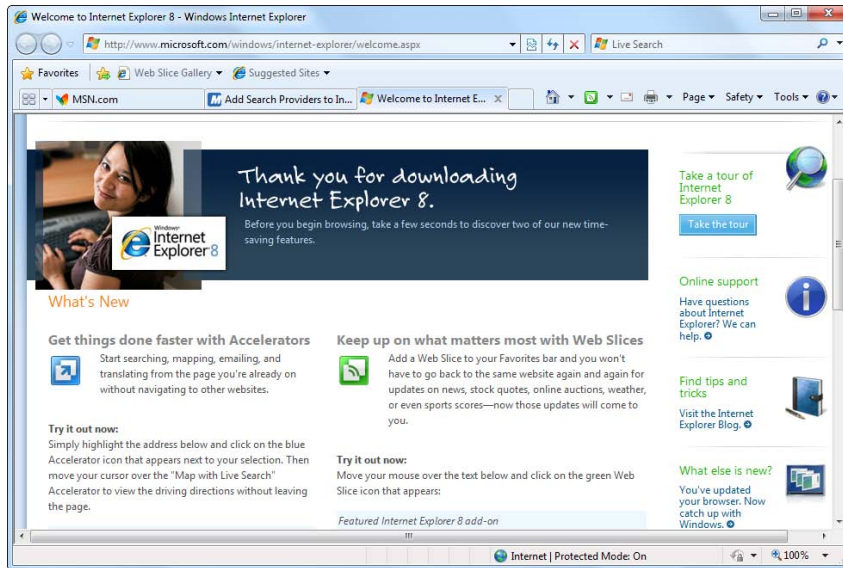 Welcome to Internet Explorer 8 - Windows Internet Explorer
http://www.microsoft.com/windows/internet-explorer/welcome.aspx
Live Search
Favorites
Web Slice Gallery
Suggested Sites
MSN.com
Add Search Providers to In...
Welcome to Internet E...
Page
Safety
Tools
Thank you for downloading
Internet Explorer 8.
Before you begin browsing, take a few seconds to discover two of our new time-
saving features.
Windows
Internet
Explorer 8
What's New
Get things done faster with Accelerators
Start searching, mapping, emailing, and
translating from the page you're already on
without navigating to other websites.
Try it out now:
Simply highlight the address below and click on the blue
Accelerator icon that appears next to your selection. Then
move your cursor over the "Map with Live Search"
Accelerator to view the driving directions without leaving
the page.
Keep up on what matters most with Web Slices
Add a Web Slice to your Favorites bar and you won't
have to go back to the same website again and again for
updates on news, stock quotes, online auctions, weather,
or even sports scores—now those updates will come to
you.
Try it out now:
Move your mouse over the text below and click on the green Web
Slice icon that appears:
Featured Internet Explorer 8 add-on
Take a tour of
Internet
Explorer 8
Take the tour
Online support
Have questions
about Internet
Explorer? We can
help.
Find tips and
tricks
Visit the Internet
Explorer Blog.
What else is new?
You've updated
your browser. Now
catch up with
Windows.
Internet | Protected Mode: On
100%